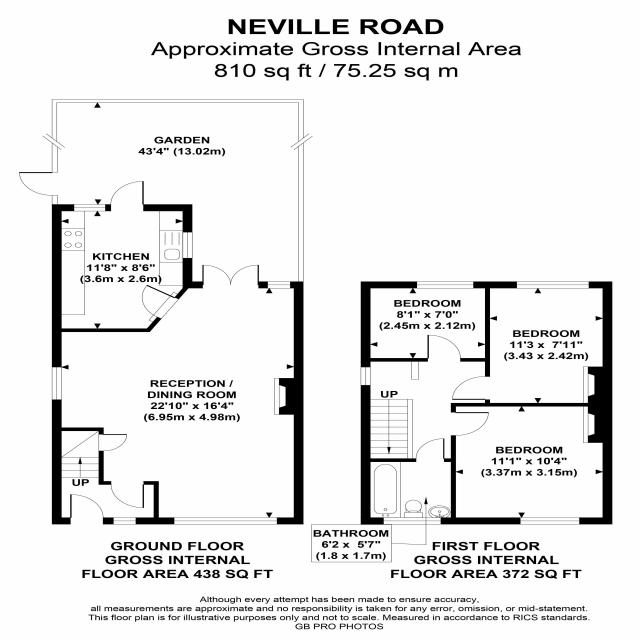 NEVILLE ROAD
Approximate Gross Internal Area
810 sq ft / 75.25 sq m
GARDEN
43'4" (13.02m)
KITCHEN
11'8" x 8'6"
(3.6m x 2.6m)
RECEPTION /
DINING ROOM
22'10" x 16'4"
(6.95m x 4.98m)
UP
BEDROOM
8'1" x 7'0"
(2.45m x 2.12m)
BEDROOM
11'3 x 7'11"
(3.43 x 2.42m)
UP
BEDROOM
11'1" x 10'4"
(3.37m x 3.15m)
BATHROOM
6'2 x 5'7"
(1.8 x 1.7m)
GROUND FLOOR
GROSS INTERNAL
FLOOR AREA 438 SQ FT
FIRST FLOOR
GROSS INTERNAL
FLOOR AREA 372 SQ FT
Although every attempt has been made to ensure accuracy,
all measurements are approximate and no responsibility is taken for any error, omission, or mid-statement.
This floor plan is for illustrative purposes only and not to scale. Measured in accordance to RICS standards.
GB PRO PHOTOS